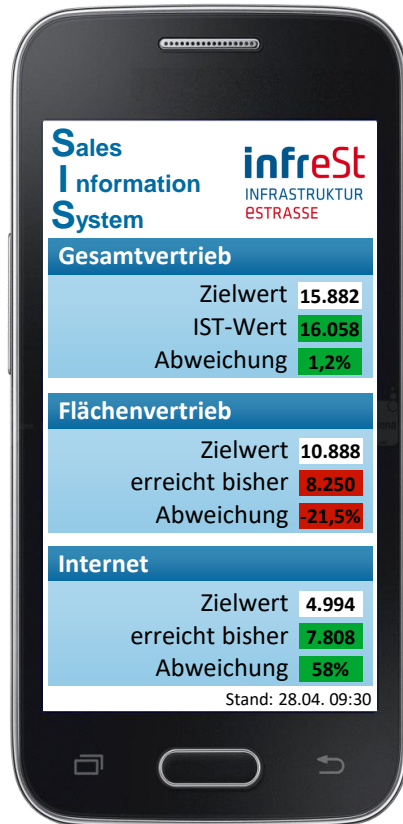 Sales
Information
System
infreSt
INFRASTRUKTUR
eSTRASSE
Gesamtvertrieb
Zielwert 15.882
IST-Wert 16.058
Abweichung 1,2%
Flächenvertrieb
Zielwert 10.888
erreicht bisher 8.250
Abweichung -21,5%
Internet
Zielwert 4.994
erreicht bisher 7.808
Abweichung 58%
Stand: 28.04. 09:30